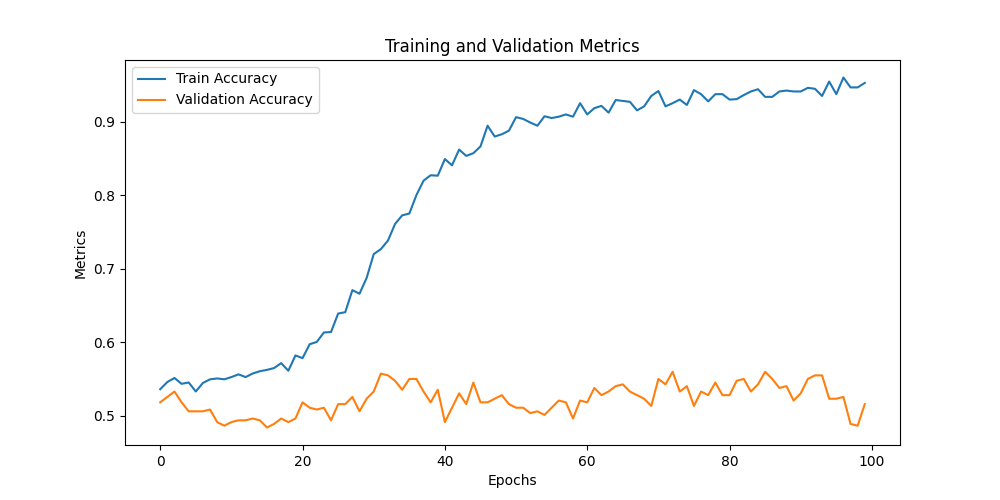 Training and Validation Metrics
Train Accuracy
Validation Accuracy
0.9
0.8
0.7
0.6
0.5
Metrics
0 20 40 60 80 100
Epochs